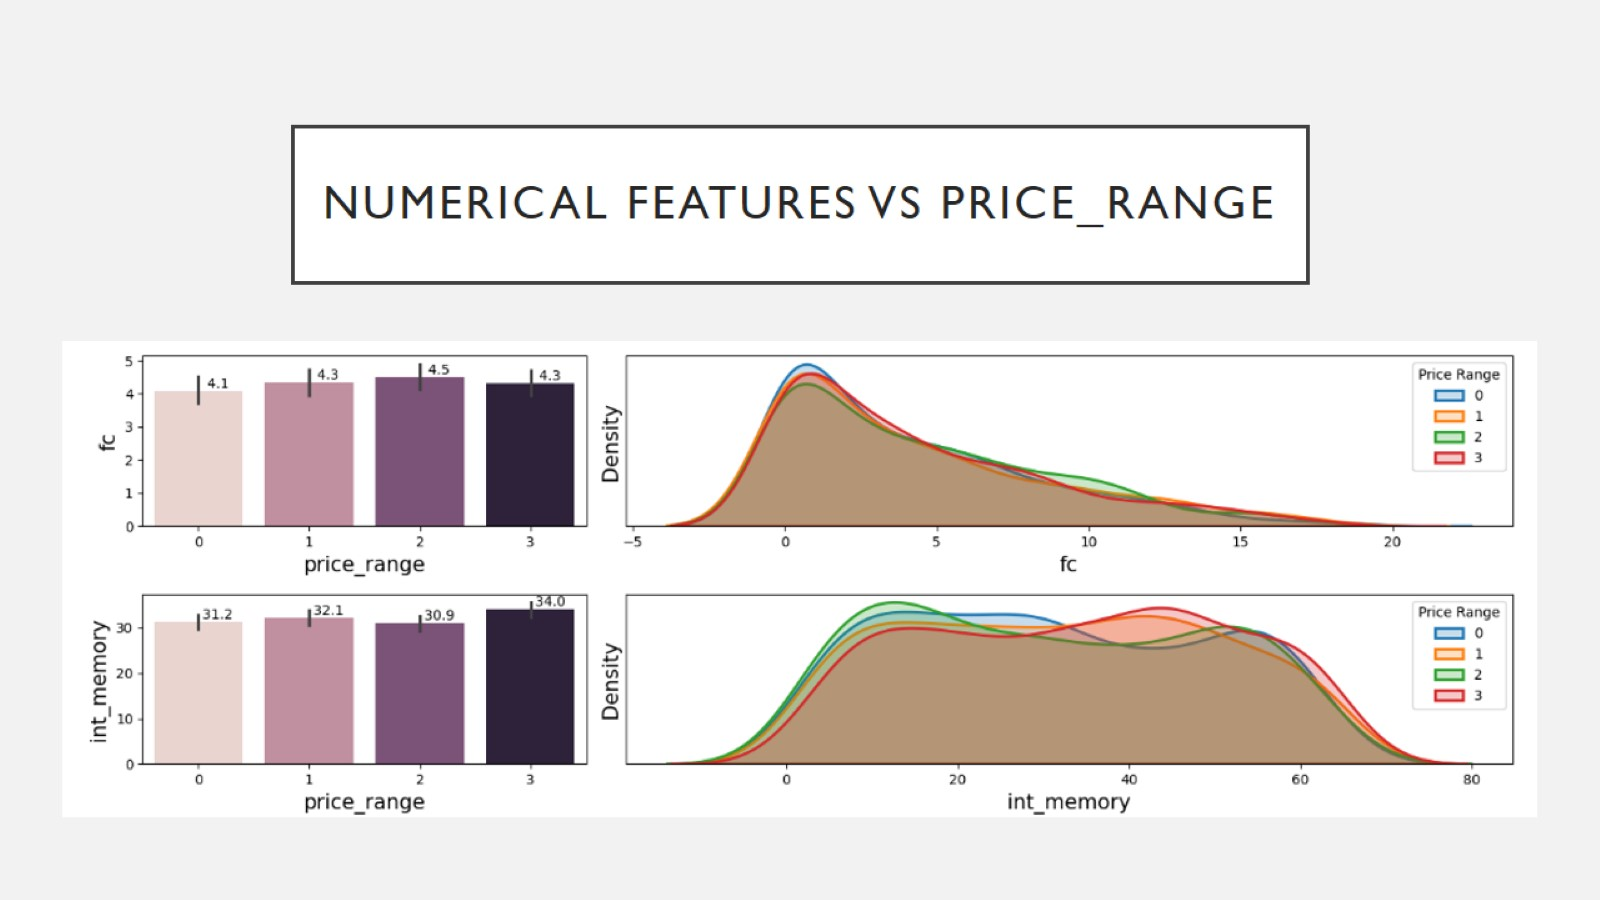 NUMERICAL FEATURES VS PRICE_RANGE
fc
5
4
3
2
1
0
4.1
4.3
4.5
4.3
0 1 2 3
price_range
Density
Price Range
0
1
2
3
−5 0 5 10 15 20
fc
int_memory
30
20
10
0
31.2
32.1
30.9
34.0
0 1 2 3
price_range
Density
Price Range
0
1
2
3
0 20 40 60 80
int_memory